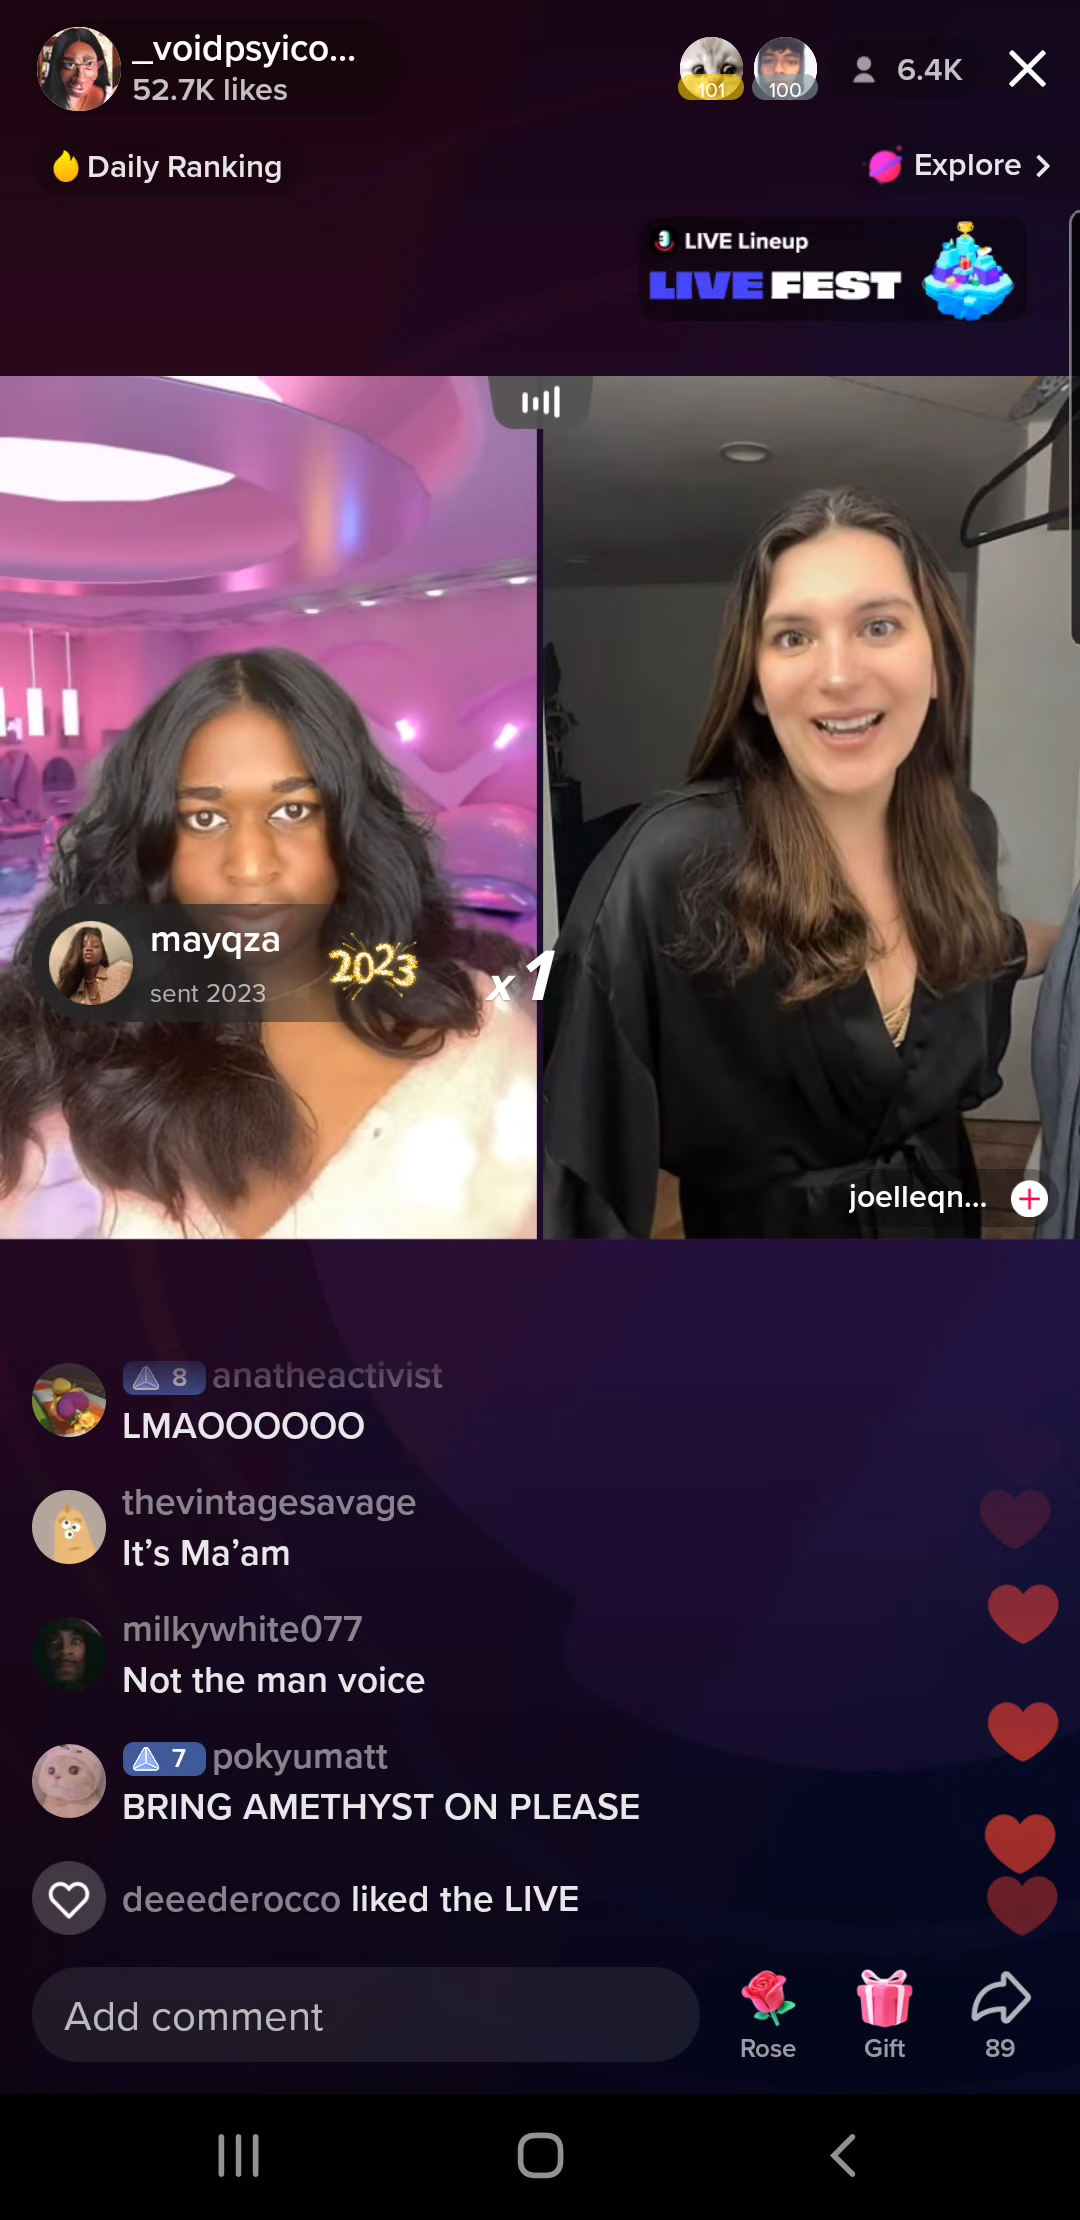 _voidpsyico...
52.7K likes
101
100
6.4K
Daily Ranking
Explore
LIVE Lineup
LIVE FEST
mayqza
sent 2023
2023
x 1
joelleqn...
8 anatheactivist
LMAOOOOOO
thevintagesavage
It’s Ma’am
milkywhite077
Not the man voice
7 pokyumatt
BRING AMETHYST ON PLEASE
deeederocco liked the LIVE
Add comment
Rose
Gift
89